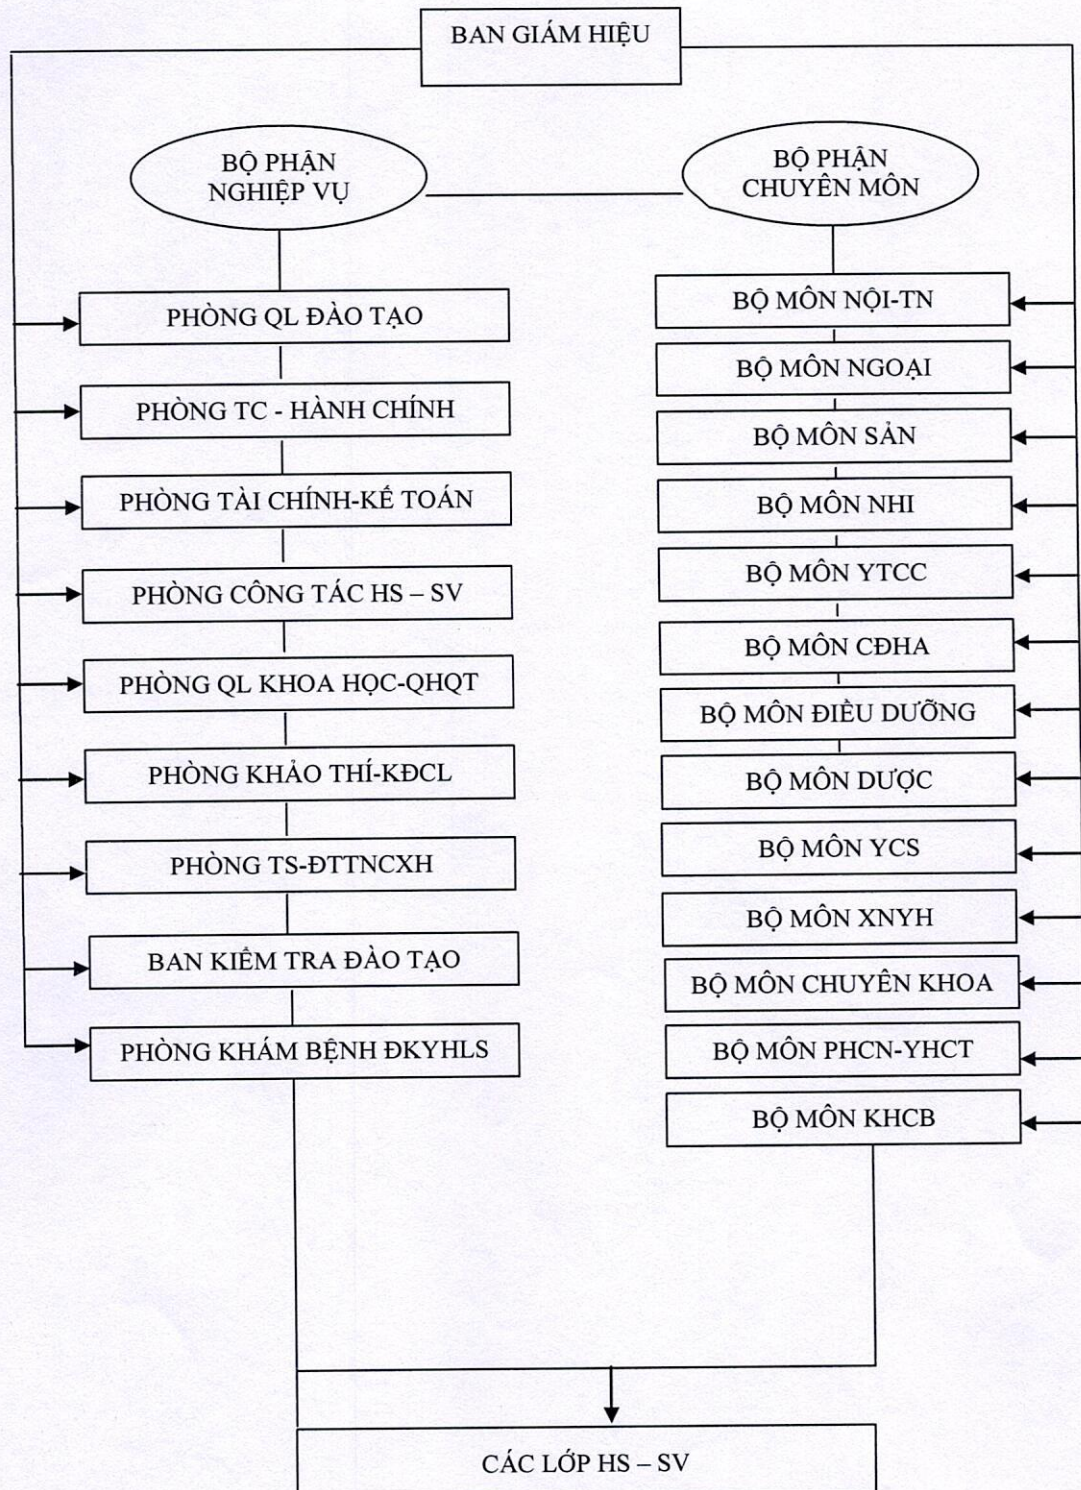 BAN GIÁM HIỆU
BỘ PHẬN
NGHIỆP VỤ
BỘ PHẬN
CHUYÊN MÔN
PHÒNG QL ĐÀO TẠO
PHÒNG TC - HÀNH CHÍNH
PHÒNG TÀI CHÍNH-KẾ TOÁN
PHÒNG CÔNG TÁC HS – SV
PHÒNG QL KHOA HỌC-QHQT
PHÒNG KHẢO THÍ-KĐCL
PHÒNG TS-ĐTTNCXH
BAN KIỂM TRA ĐÀO TẠO
PHÒNG KHÁM BỆNH ĐKYHLS
BỘ MÔN NỘI-TN
BỘ MÔN NGOẠI
BỘ MÔN SẢN
BỘ MÔN NHI
BỘ MÔN YTCC
BỘ MÔN CĐHA
BỘ MÔN ĐIỀU DƯỠNG
BỘ MÔN DƯỢC
BỘ MÔN YCS
BỘ MÔN XNYH
BỘ MÔN CHUYÊN KHOA
BỘ MÔN PHCN-YHCT
BỘ MÔN KHCB
CÁC LỚP HS – SV